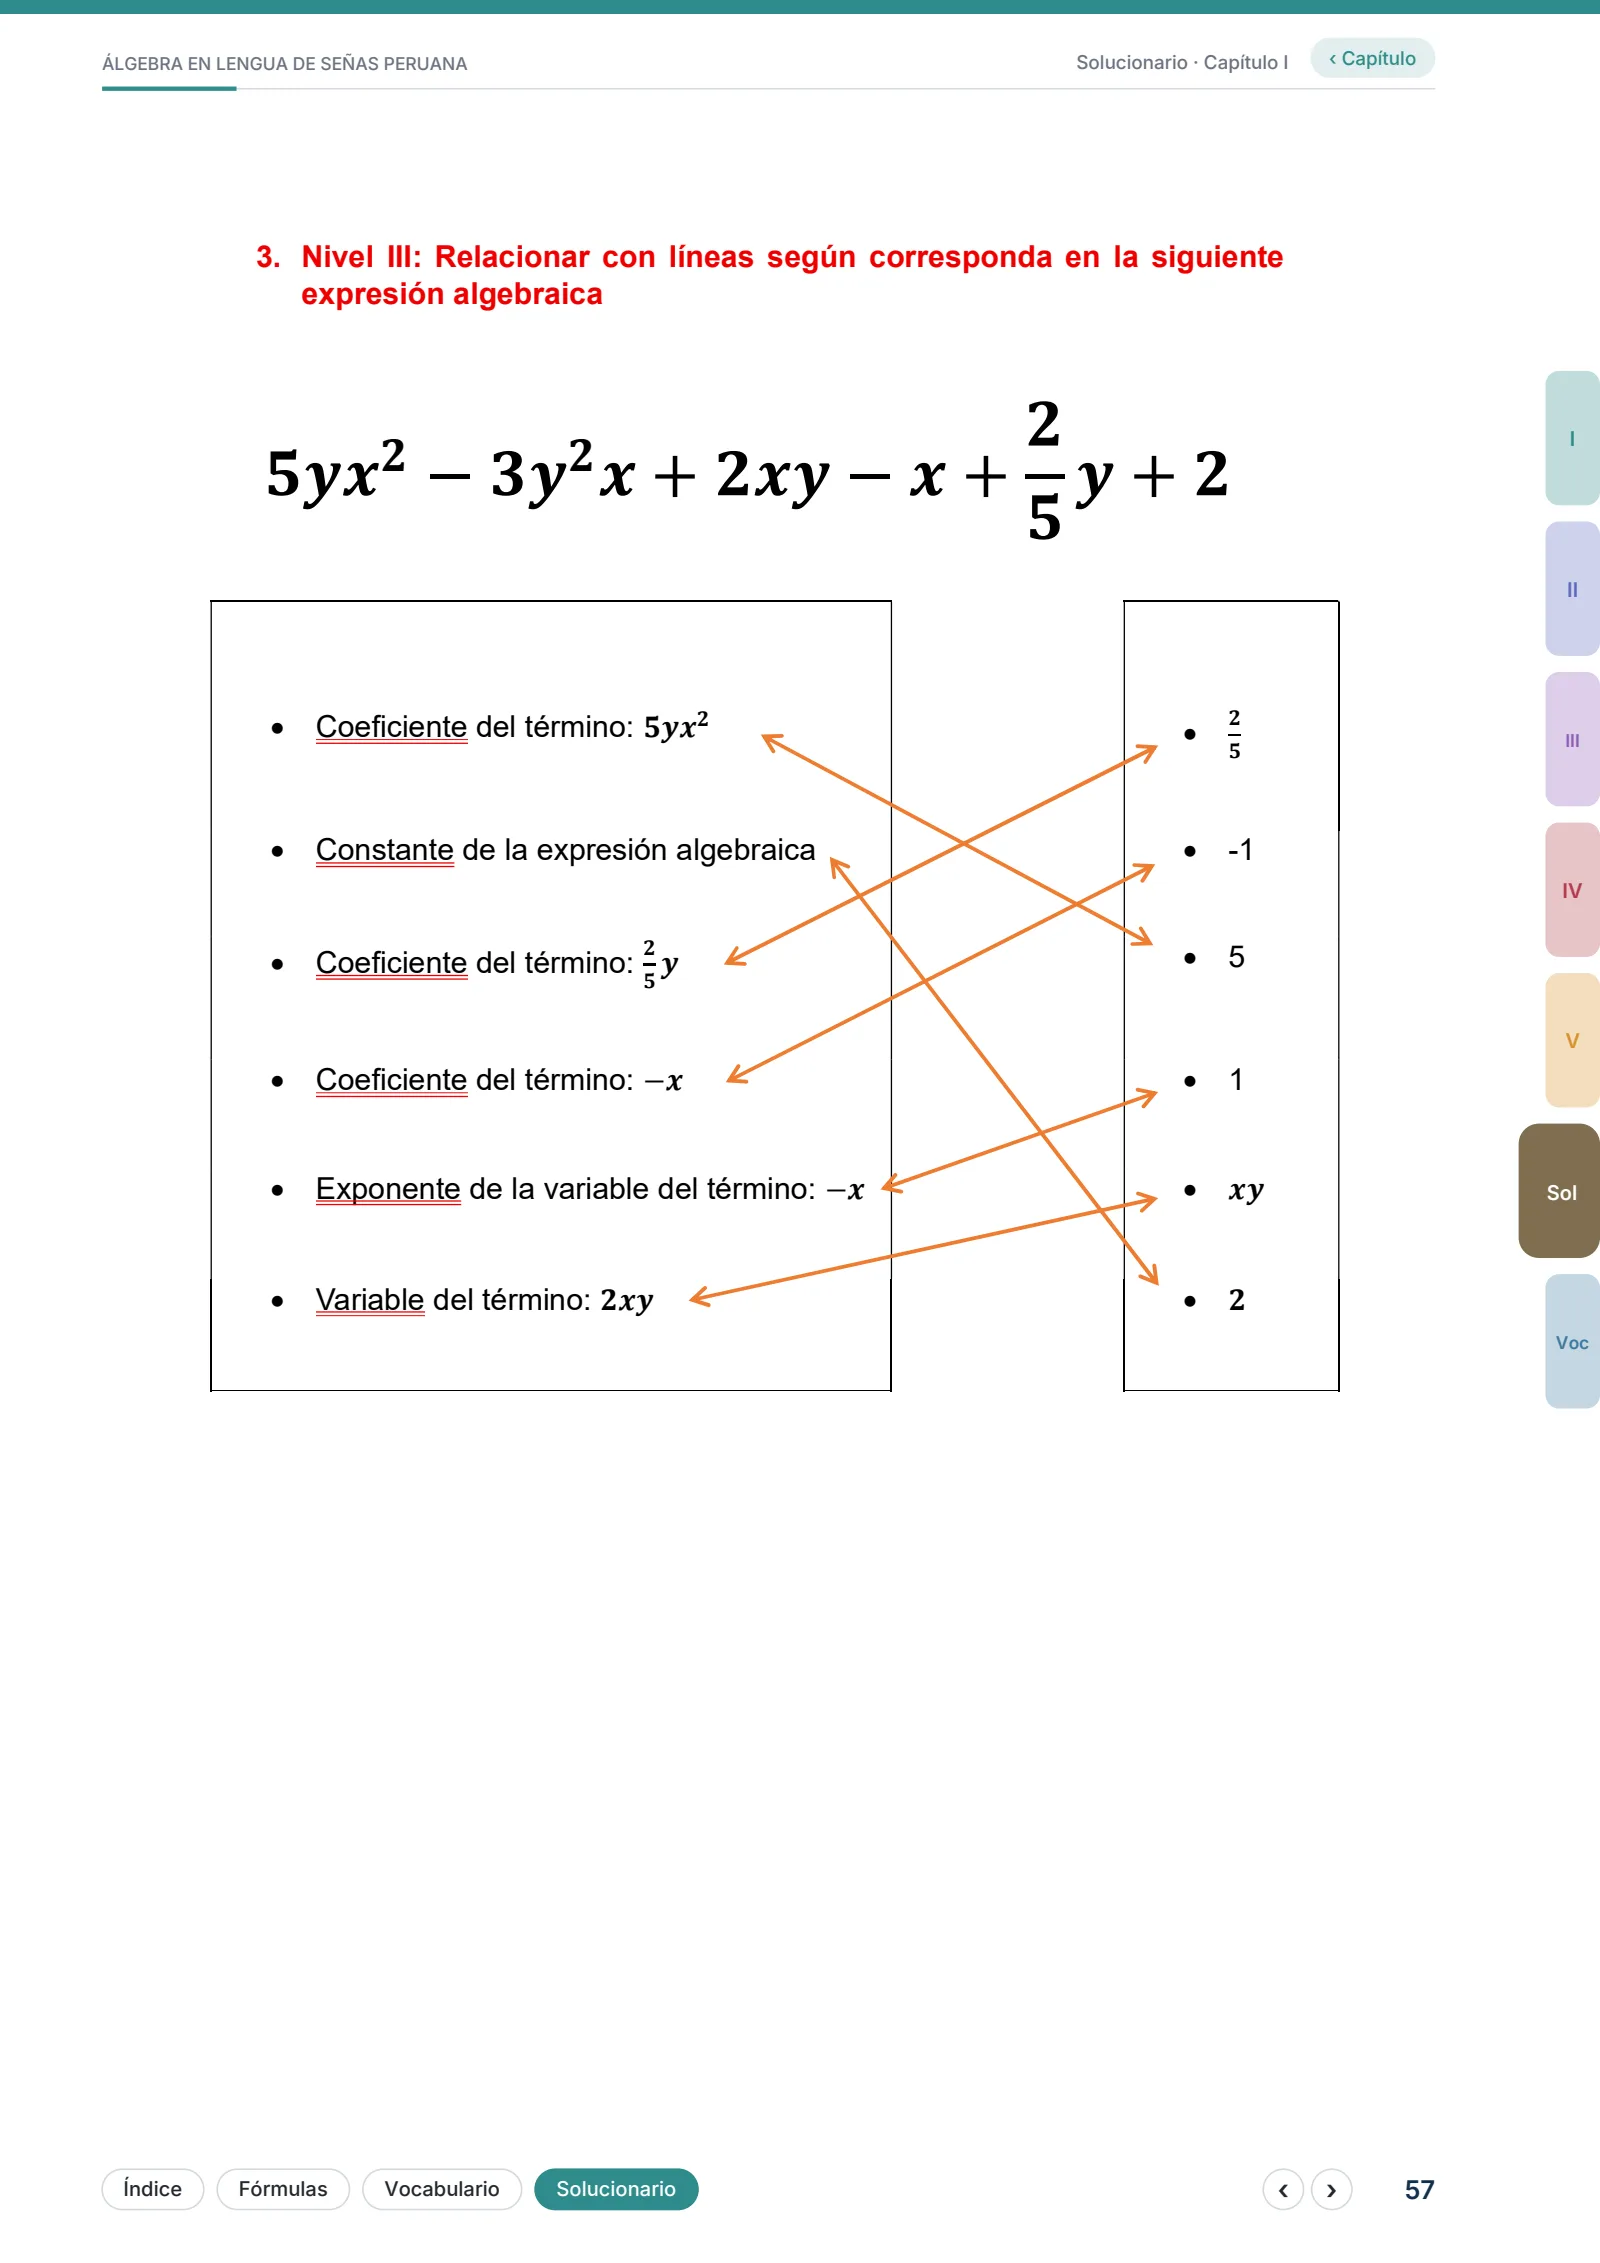 ÁLGEBRA EN LENGUA DE SEÑAS PERUANA
Solucionario · Capítulo I
‹ Capítulo
3. Nivel III: Relacionar con líneas según corresponda en la siguiente
expresión algebraica
5yx² − 3y²x + 2xy − x + 2/5 y + 2
• Coeficiente del término: 5yx²
• Constante de la expresión algebraica
• Coeficiente del término: 2/5 y
• Coeficiente del término: −x
• Exponente de la variable del término: −x
• Variable del término: 2xy
• 2/5
• -1
• 5
• 1
• xy
• 2
I
II
III
IV
V
Sol
Voc
Índice
Fórmulas
Vocabulario
Solucionario
‹
›
57